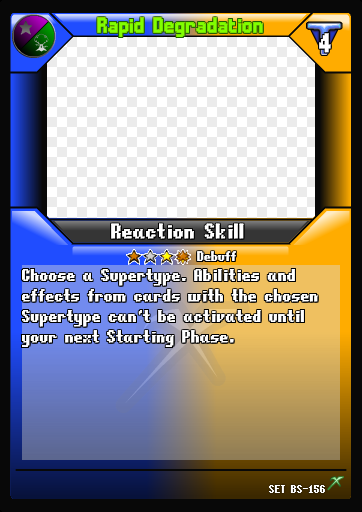 Rapid Degradation
4
Reaction Skill
Debuff
Choose a Supertype. Abilities and
effects from cards with the chosen
Supertype can't be activated until
your next Starting Phase.
SET BS-156